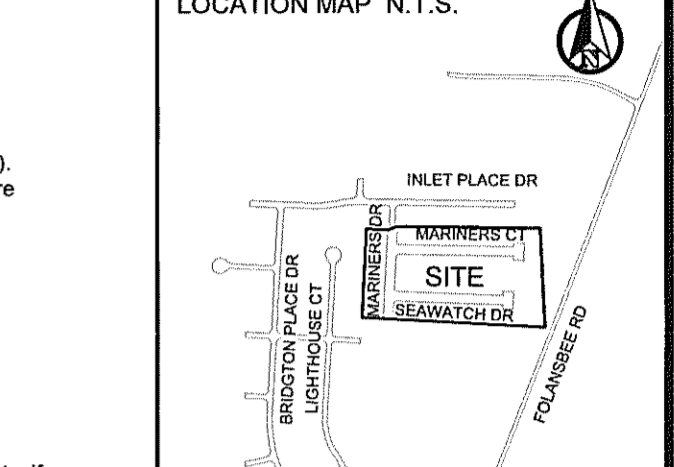 LOCATION MAP N.T.S.
N
).
re
INLET PLACE DR
MARINERS DR
MARINERS CT
SITE
SEAWATCH DR
BRIDGTON PLACE DR
LIGHTHOUSE CT
FOLANSBEE RD